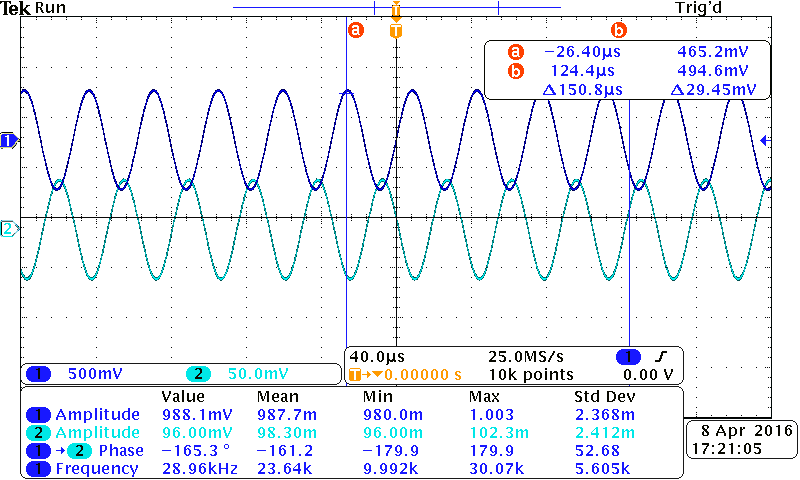 Tek Run Trig'd
T
a b
T
a −26.40µs 465.2mV
b 124.4µs 494.6mV
Δ150.8µs Δ29.45mV
1
2
1 500mV 2 50.0mV
40.0µs 25.0MS/s 1
T→▼0.00000 s 10k points 0.00 V
Value Mean Min Max Std Dev
1 Amplitude 988.1mV 987.7m 980.0m 1.003 2.368m
2 Amplitude 96.00mV 98.30m 96.00m 102.3m 2.412m
1 → 2 Phase −165.3 ° −161.2 −179.9 179.9 52.68
1 Frequency 28.96kHz 23.64k 9.992k 30.07k 5.605k
8 Apr 2016
17:21:05